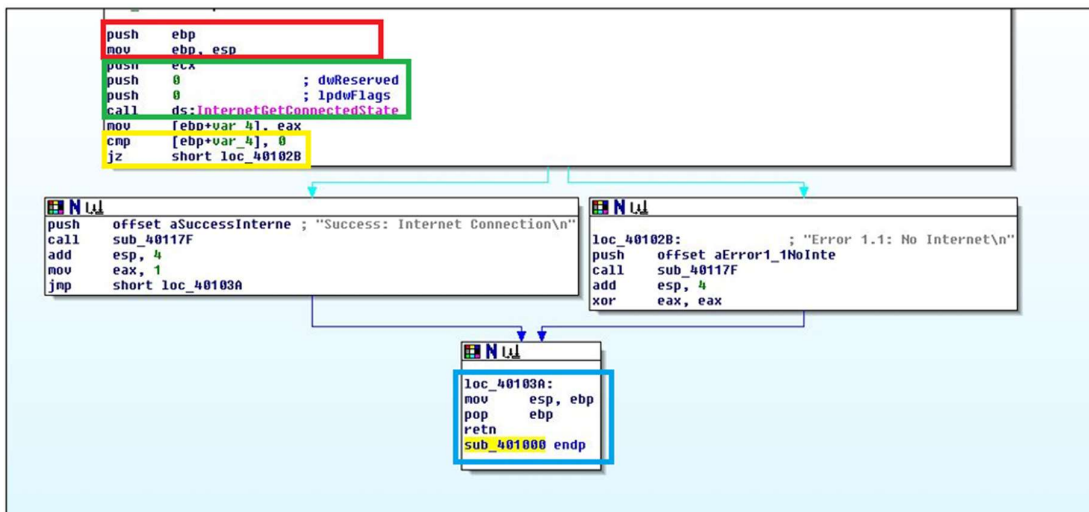 push ebp
mov ebp, esp
push ecx
push 0 ; dwReserved
push 0 ; lpdwFlags
call ds:InternetGetConnectedState
mov [ebp+var_4], eax
cmp [ebp+var_4], 0
jz short loc_40102B
push offset aSuccessInterne ; "Success: Internet Connection\n"
call sub_40117F
add esp, 4
mov eax, 1
jmp short loc_40103A
loc_40102B: ; "Error 1.1: No Internet\n"
push offset aError1_1NoInte
call sub_40117F
add esp, 4
xor eax, eax
loc_40103A:
mov esp, ebp
pop ebp
retn
sub_401000 endp